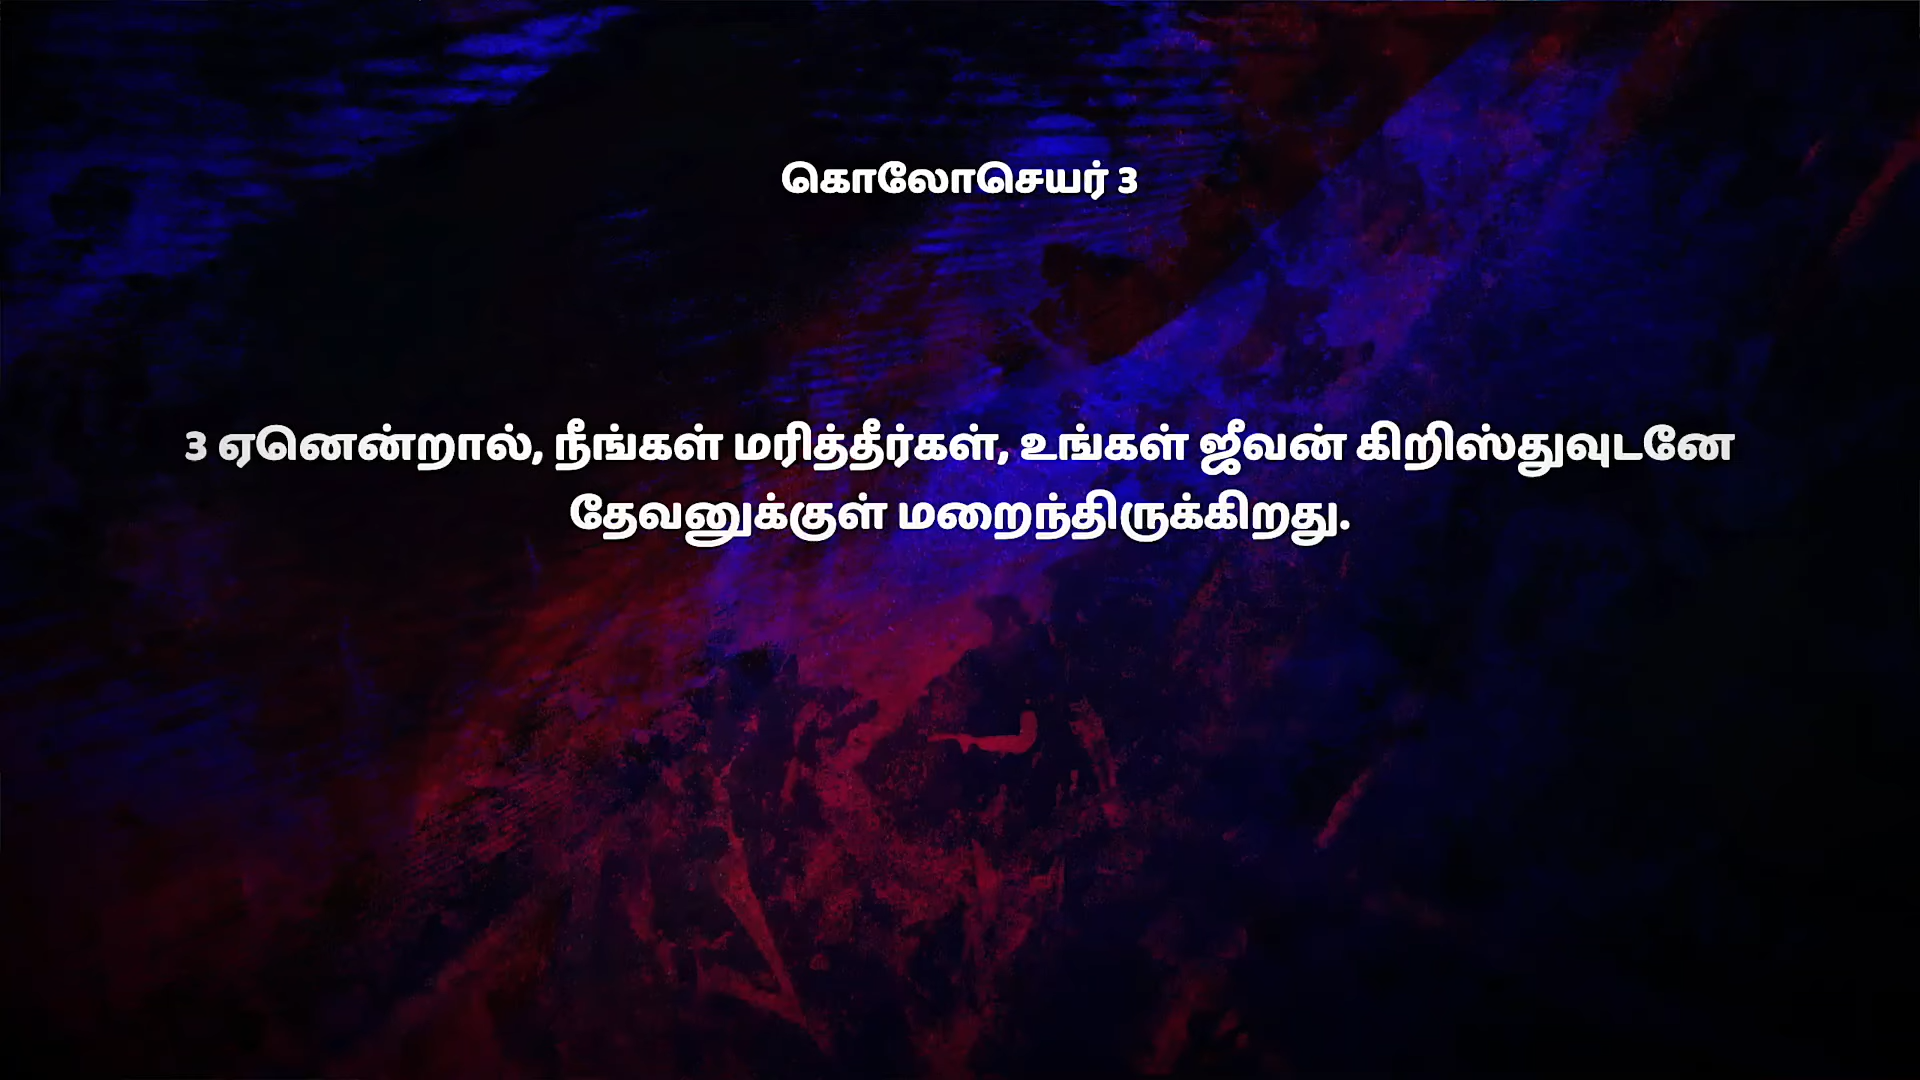 கொலோசெயர் 3
3 ஏனென்றால், நீங்கள் மரித்தீர்கள், உங்கள் ஜீவன் கிறிஸ்துவுடனே
தேவனுக்குள் மறைந்திருக்கிறது.